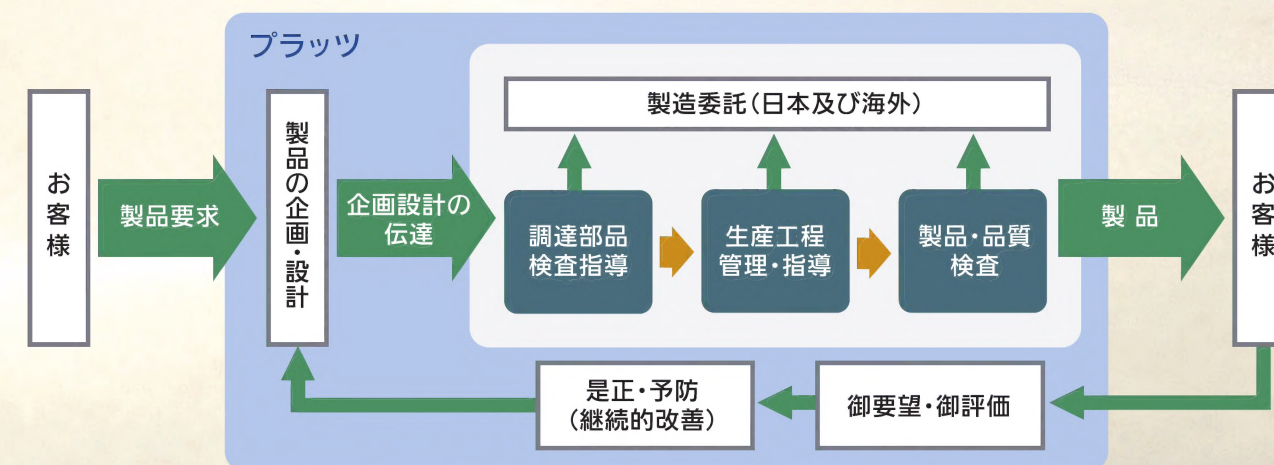 プラッツ
お客様
製品要求
製品の企画・設計
企画設計の
伝達
製造委託（日本及び海外）
調達部品
検査指導
生産工程
管理・指導
製品・品質
検査
製 品
お客様
御要望・御評価
是正・予防
（継続的改善）